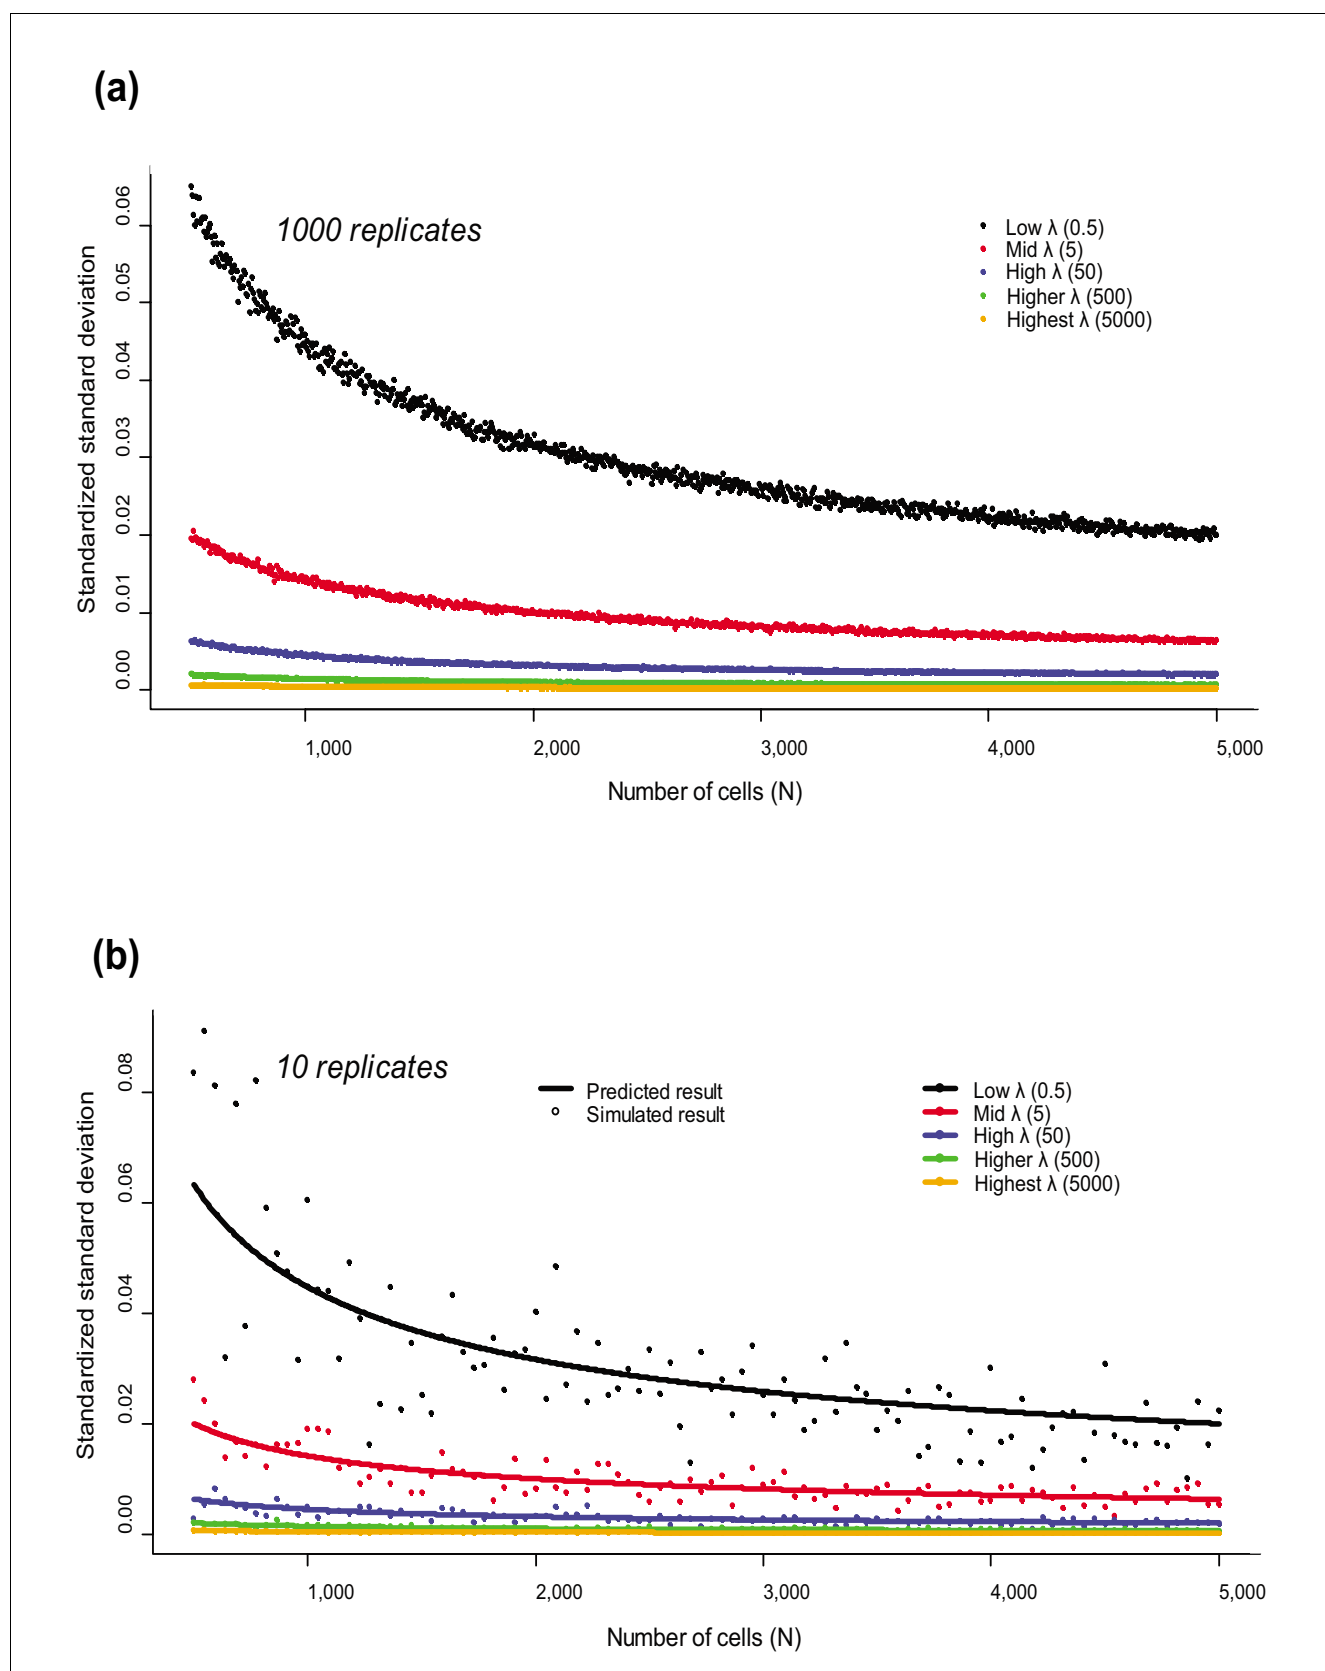 (a)
1000 replicates
Low λ (0.5)
Mid λ (5)
High λ (50)
Higher λ (500)
Highest λ (5000)
Standardized standard deviation
0.06
0.05
0.04
0.03
0.02
0.01
0.00
1,000 2,000 3,000 4,000 5,000
Number of cells (N)
(b)
10 replicates
Predicted result
Simulated result
Low λ (0.5)
Mid λ (5)
High λ (50)
Higher λ (500)
Highest λ (5000)
Standardized standard deviation
0.08
0.06
0.04
0.02
0.00
1,000 2,000 3,000 4,000 5,000
Number of cells (N)